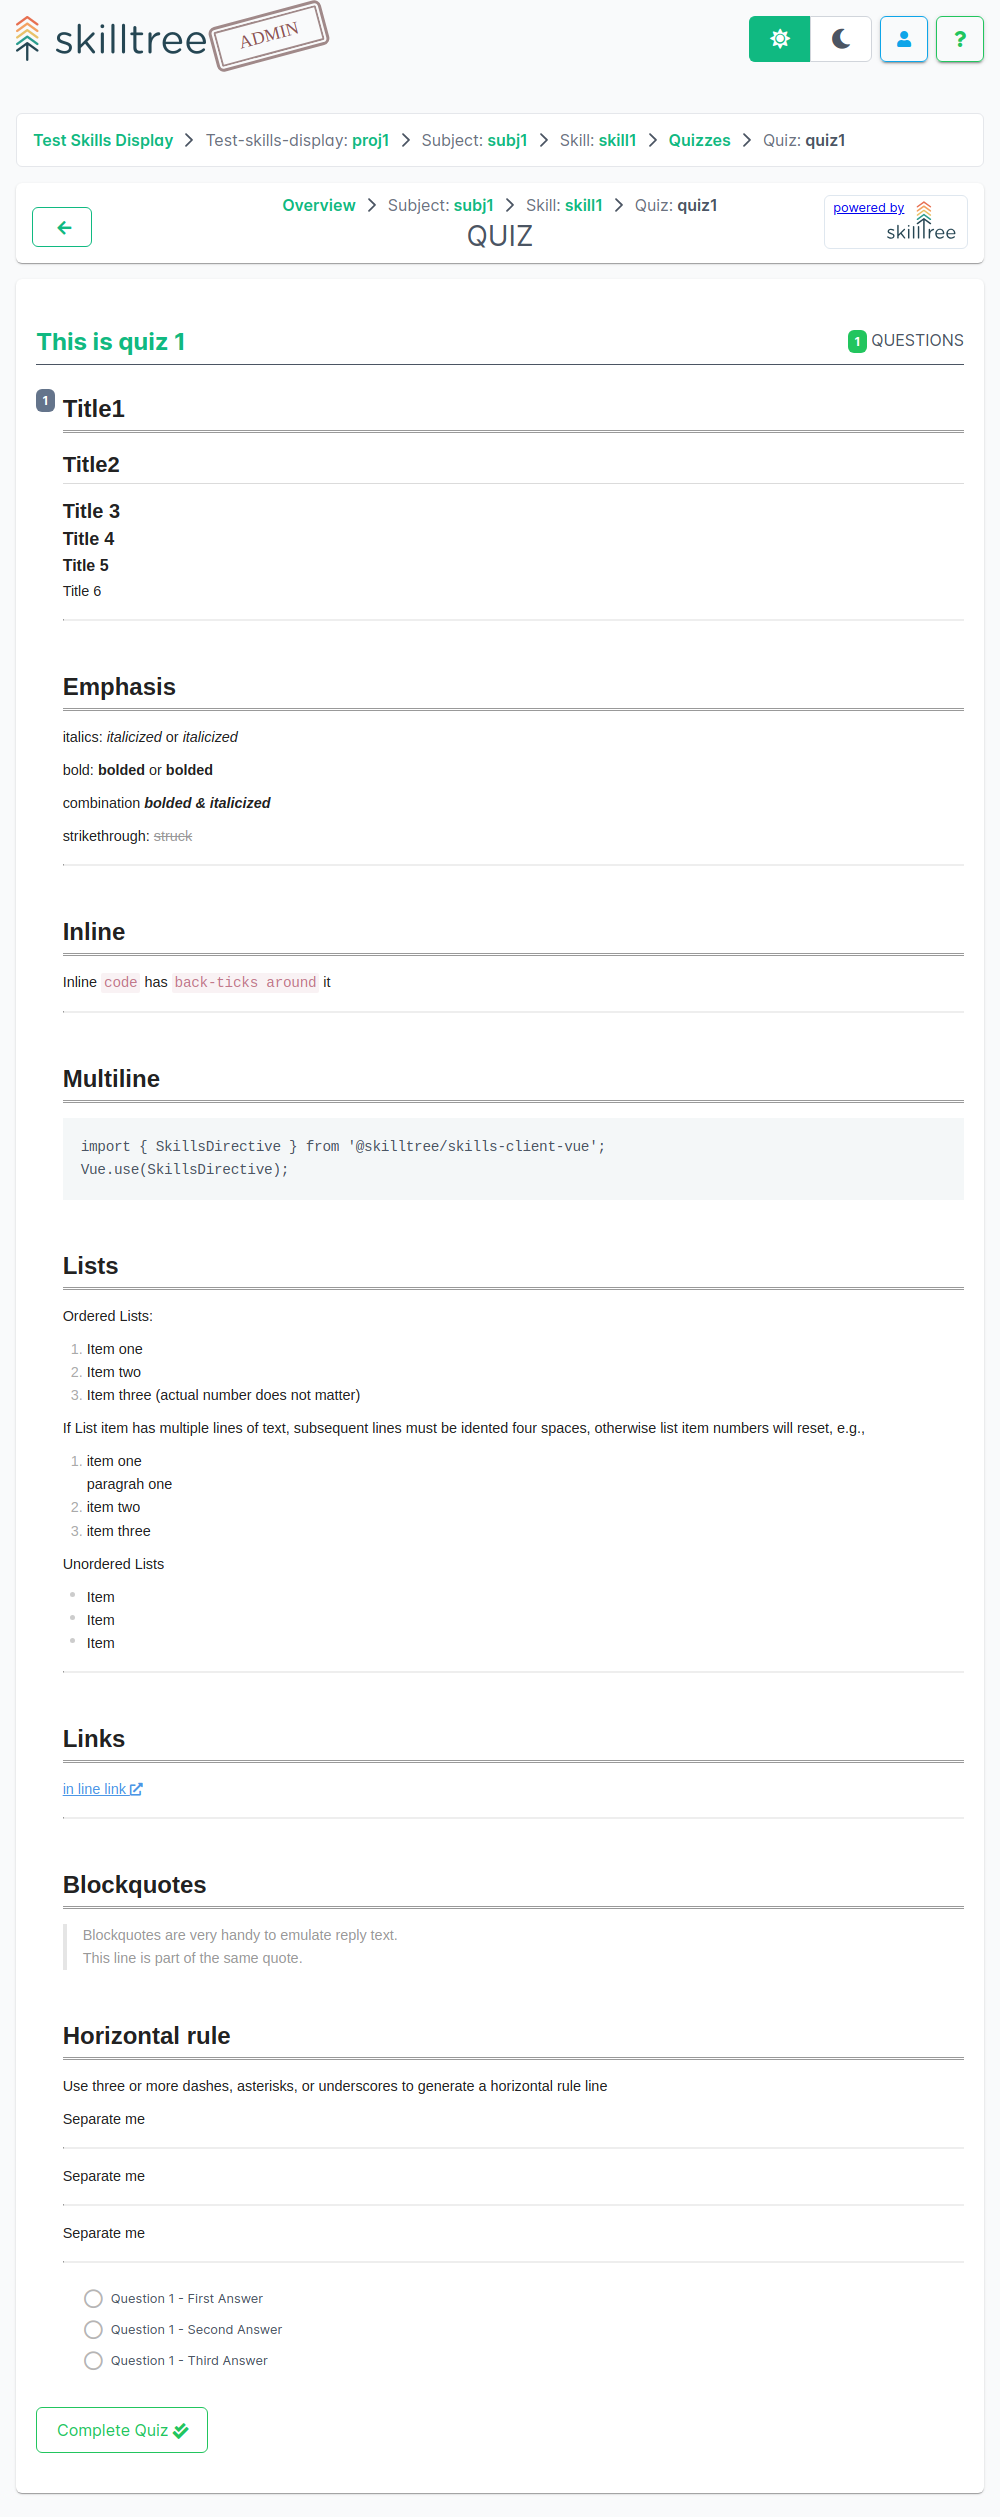 skilltree ADMIN
?
Test Skills Display > Test-skills-display: proj1 > Subject: subj1 > Skill: skill1 > Quizzes > Quiz: quiz1
Overview > Subject: subj1 > Skill: skill1 > Quiz: quiz1
QUIZ
powered by
skilltree
This is quiz 1
1 QUESTIONS
1
Title1
Title2
Title 3
Title 4
Title 5
Title 6
Emphasis
italics: italicized or italicized
bold: bolded or bolded
combination bolded & italicized
strikethrough: struck
Inline
Inline code has back-ticks around it
Multiline
import { SkillsDirective } from '@skilltree/skills-client-vue';
Vue.use(SkillsDirective);
Lists
Ordered Lists:
1. Item one
2. Item two
3. Item three (actual number does not matter)
If List item has multiple lines of text, subsequent lines must be idented four spaces, otherwise list item numbers will reset, e.g.,
1. item one
paragrah one
2. item two
3. item three
Unordered Lists
• Item
• Item
• Item
Links
in line link
Blockquotes
Blockquotes are very handy to emulate reply text.
This line is part of the same quote.
Horizontal rule
Use three or more dashes, asterisks, or underscores to generate a horizontal rule line
Separate me
Separate me
Separate me
Question 1 - First Answer
Question 1 - Second Answer
Question 1 - Third Answer
Complete Quiz